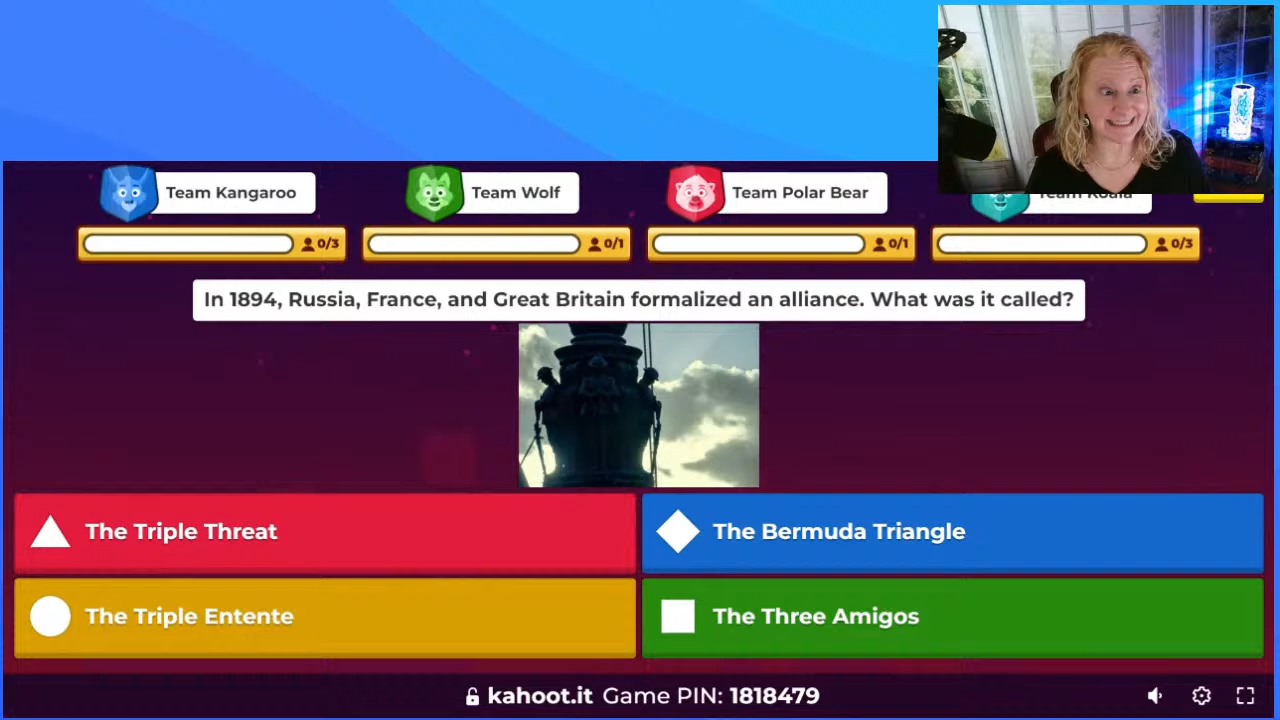 Team Kangaroo
Team Wolf
Team Polar Bear
Team Koala
0/3
0/1
0/1
0/3
In 1894, Russia, France, and Great Britain formalized an alliance. What was it called?
The Triple Threat
The Bermuda Triangle
The Triple Entente
The Three Amigos
kahoot.it Game PIN: 1818479